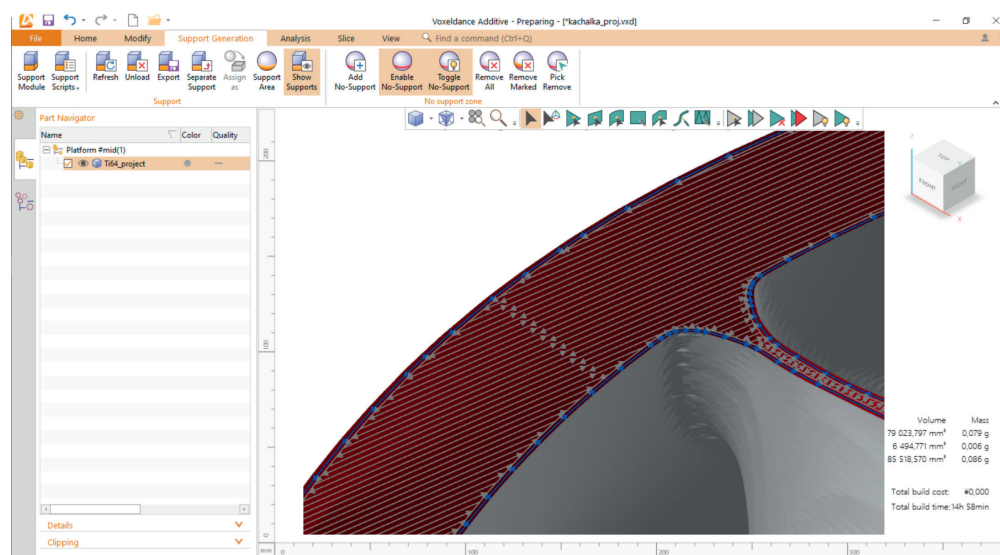 Voxeldance Additive - Preparing - [*kachalka_proj.vxd]
File Home Modify Support Generation Analysis Slice View Find a command (Ctrl+Q)
Support Module
Support Scripts
Refresh
Unload
Export
Separate Support
Assign as
Support Area
Show Supports
Add No-Support
Enable No-Support
Toggle No-Support
Remove All
Remove Marked
Pick Remove
Support
No support zone
Part Navigator
Name Color Quality
Platform #mid(1)
Ti64_project
200
100
0
mm 0 100 200 300
Z
TOP
X
Volume Mass
79 023,797 mm³ 0,079 g
6 494,771 mm³ 0,006 g
85 518,570 mm³ 0,086 g
Total build cost: ¥0,000
Total build time: 14h 58min
Details
Clipping